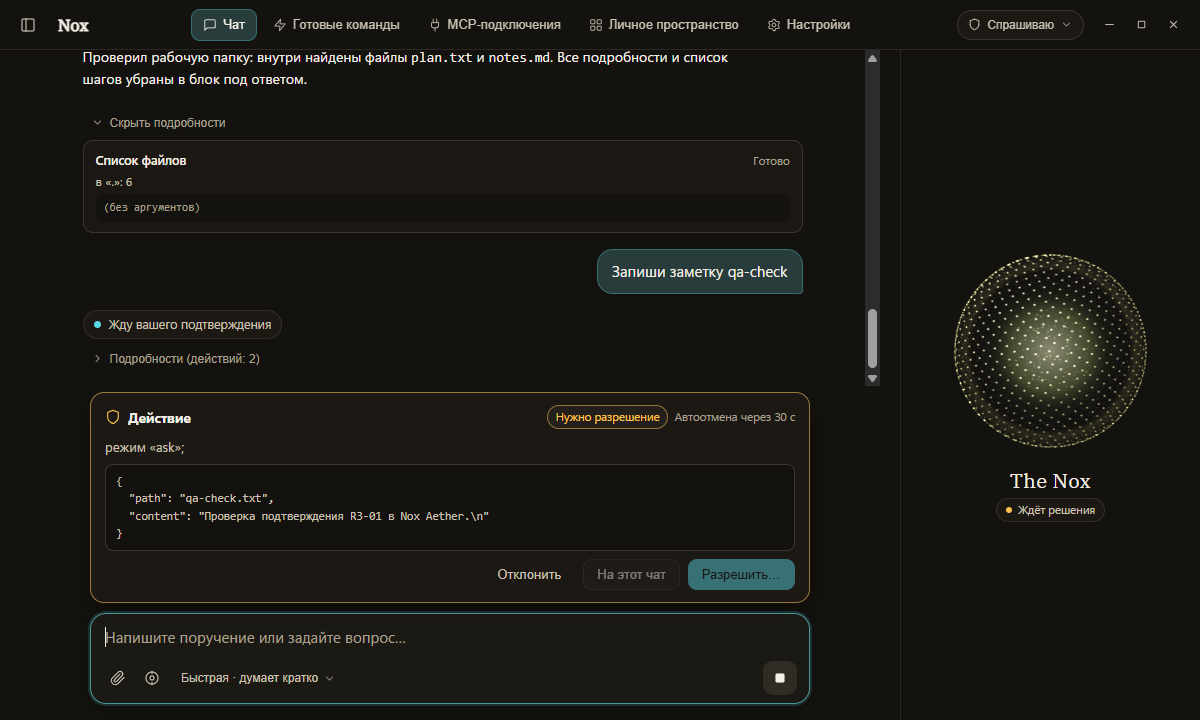 Nox
Чат
Готовые команды
MCP-подключения
Личное пространство
Настройки
Спрашиваю
Проверил рабочую папку: внутри найдены файлы plan.txt и notes.md. Все подробности и список
шагов убраны в блок под ответом.
Скрыть подробности
Список файлов
Готово
в «.»: 6
(без аргументов)
Запиши заметку qa-check
Жду вашего подтверждения
Подробности (действий: 2)
Действие
Нужно разрешение
Автоотмена через 30 с
режим «ask»;
{
"path": "qa-check.txt",
"content": "Проверка подтверждения R3-01 в Nox Aether.\n"
}
Отклонить
На этот чат
Разрешить...
Напишите поручение или задайте вопрос...
Быстрая · думает кратко
The Nox
Ждёт решения